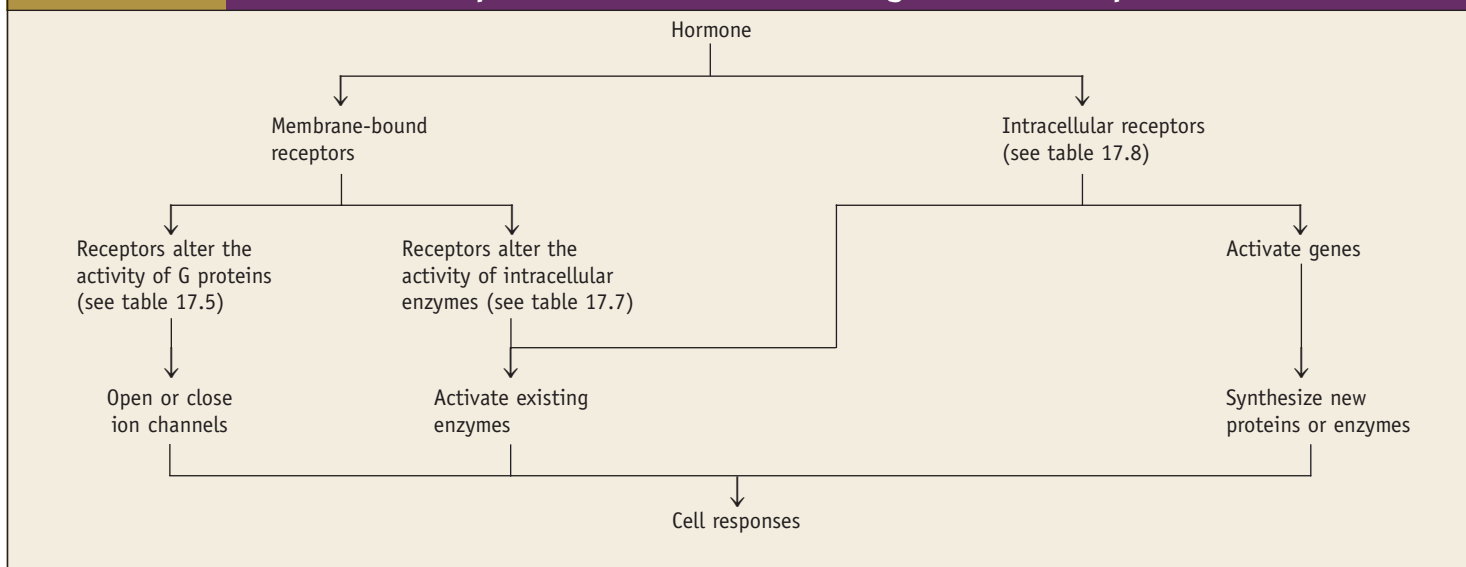 Hormone
Membrane-bound
receptors
Intracellular receptors
(see table 17.8)
Receptors alter the
activity of G proteins
(see table 17.5)
Receptors alter the
activity of intracellular
enzymes (see table 17.7)
Activate genes
Open or close
ion channels
Activate existing
enzymes
Synthesize new
proteins or enzymes
Cell responses